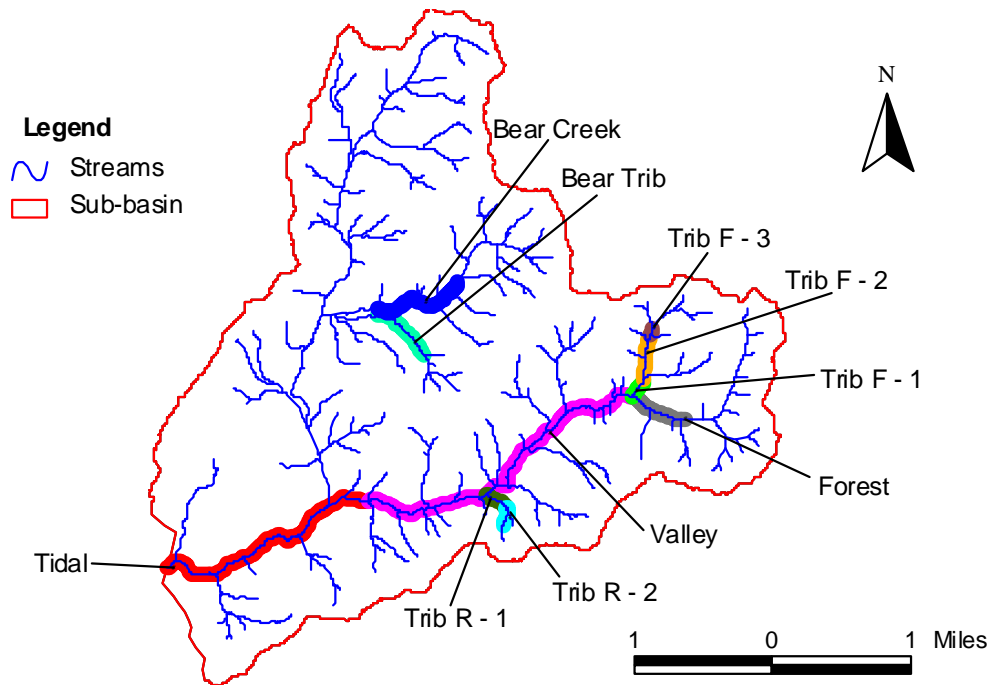 N
Legend
Streams
Sub-basin
Bear Creek
Bear Trib
Trib F - 3
Trib F - 2
Trib F - 1
Forest
Valley
Tidal
Trib R - 2
Trib R - 1
1 0 1 Miles